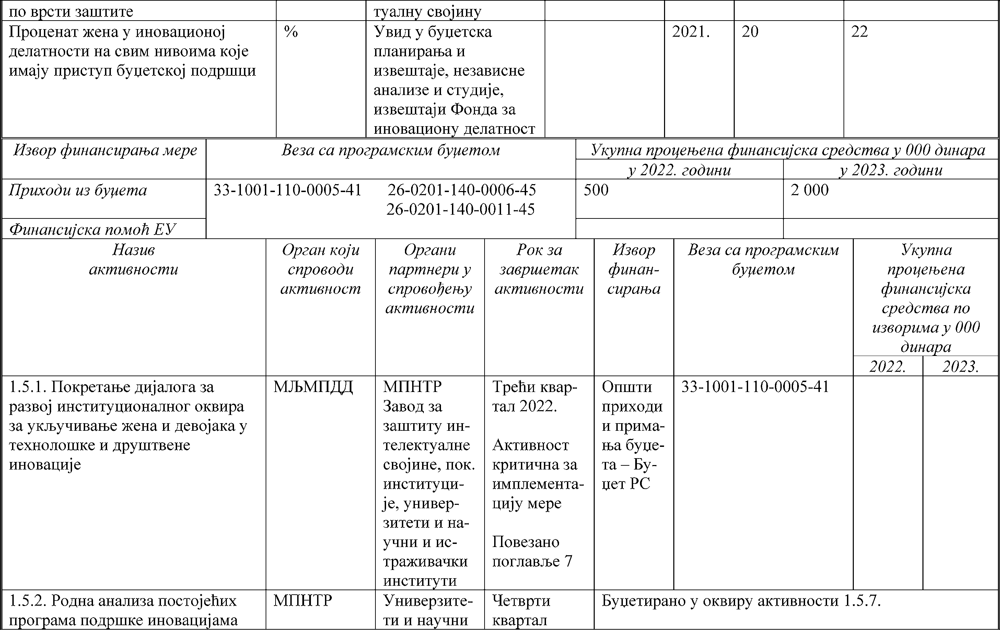 по врсти заштите
туалну својину
Проценат жена у иновационој
делатности на свим нивоима које
имају приступ буџетској подршци
%
Увид у буџетска
планирања и
извештаје, независне
анализе и студије,
извештаји Фонда за
иновациону делатност
2021.
20
22
Извор финансирања мере
Веза са програмским буџетом
Укупна процењена финансијска средства у 000 динара
у 2022. години
у 2023. години
Приходи из буџета
33-1001-110-0005-41
26-0201-140-0006-45
26-0201-140-0011-45
500
2 000
Финансијска помоћ ЕУ
Назив
активности
Орган који
спроводи
активност
Органи
партнери у
спровођењу
активности
Рок за
завршетак
активности
Извор
финан-
сирања
Веза са програмским
буџетом
Укупна
процењена
финансијска
средства по
изворима у 000
динара
2022.
2023.
1.5.1. Покретање дијалога за
развој институционалног оквира
за укључивање жена и девојака у
технолошке и друштвене
иновације
МЉМПДД
МПНТР
Завод за
заштиту ин-
телектуалне
својине, пок.
институци-
је, универ-
зитети и на-
учни и ис-
траживачки
институти
Трећи квар-
тал 2022.
Активност
критична за
имплемента-
цију мере
Повезано
поглавље 7
Општи
приходи
и прима-
ња буџе-
та – Бу-
џет РС
33-1001-110-0005-41
1.5.2. Родна анализа постојећих
програма подршке иновацијама
МПНТР
Универзите-
ти и научни
Четврти
квартал
Буџетирано у оквиру активности 1.5.7.